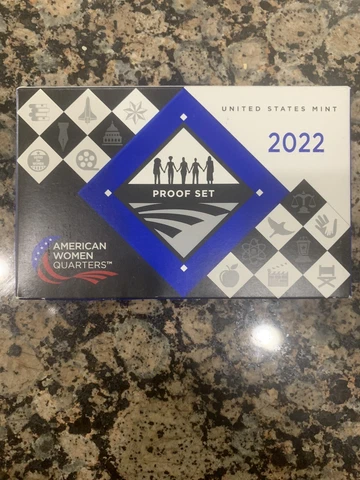 UNITED STATES MINT
2022
PROOF SET
AMERICAN
WOMEN
QUARTERS™